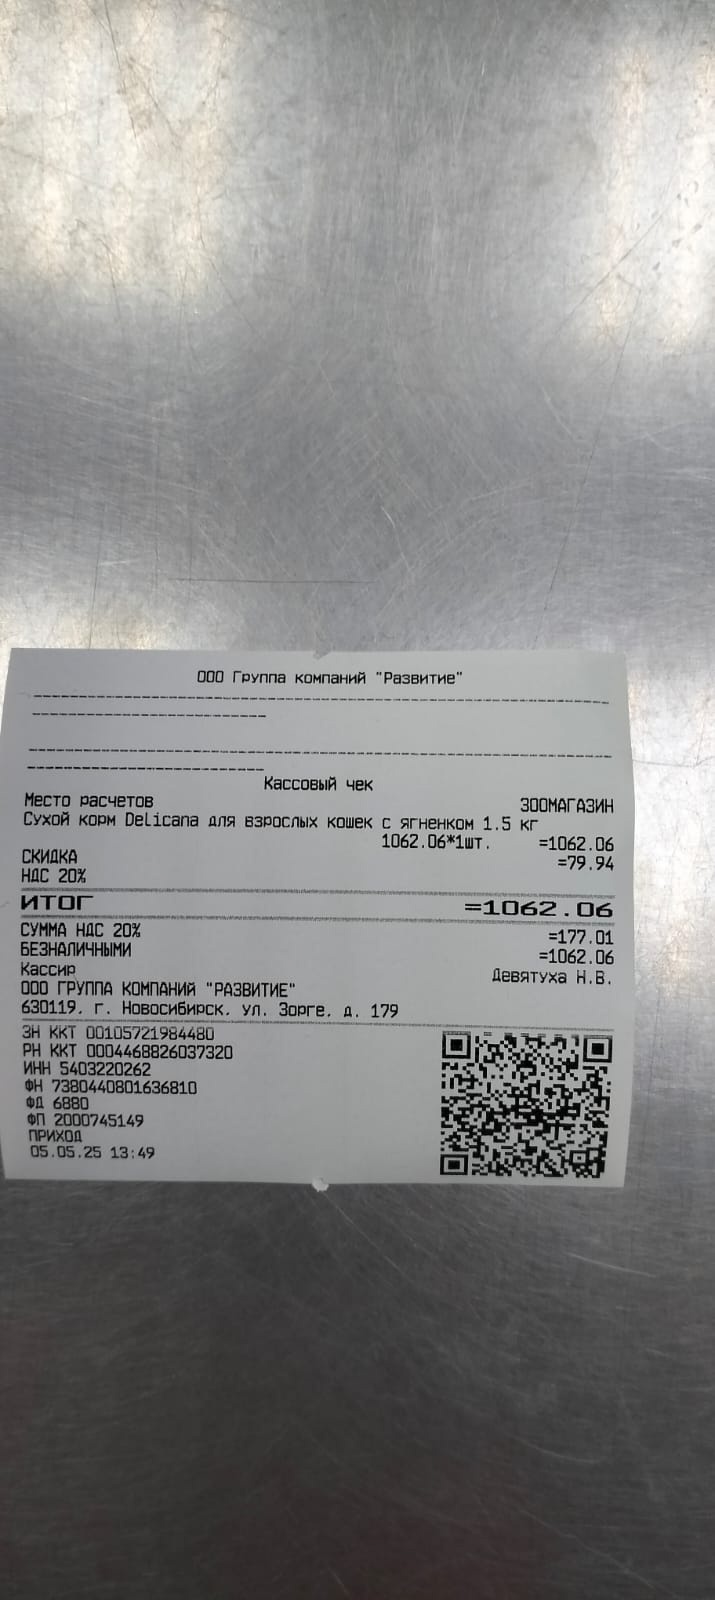 ООО Группа компаний "Развитие"
Кассовый чек
Место расчетов ЗООМАГАЗИН
Сухой корм Delicana для взрослых кошек с ягненком 1.5 кг
1062.06*1шт. =1062.06
СКИДКА =79.94
НДС 20%
ИТОГ =1062.06
СУММА НДС 20% =177.01
БЕЗНАЛИЧНЫМИ =1062.06
Кассир Девятуха Н.В.
ООО ГРУППА КОМПАНИЙ "РАЗВИТИЕ"
630119, г. Новосибирск, ул. Зорге, д. 179
ЗН ККТ 00105721984480
РН ККТ 0004468826037320
ИНН 5403220262
ФН 7380440801636810
ФД 6880
ФП 2000745149
ПРИХОД
05.05.25 13:49